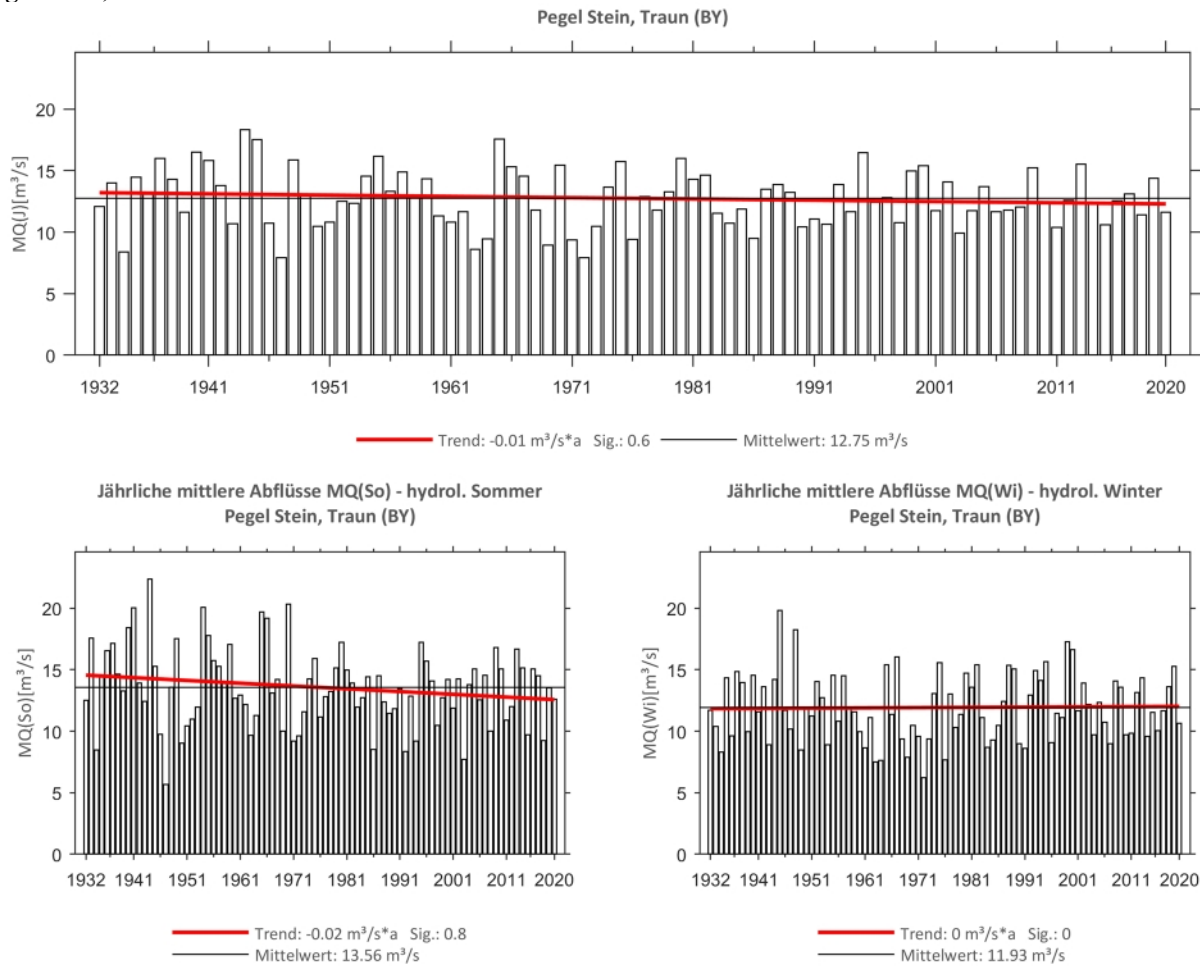 Pegel Stein, Traun (BY)
MQ(J)[m³/s]
20
15
10
5
0
1932 1941 1951 1961 1971 1981 1991 2001 2011 2020
Trend: -0.01 m³/s*a Sig.: 0.6 Mittelwert: 12.75 m³/s
Jährliche mittlere Abflüsse MQ(So) - hydrol. Sommer
Pegel Stein, Traun (BY)
MQ(So)[m³/s]
20
15
10
5
0
1932 1941 1951 1961 1971 1981 1991 2001 2011 2020
Trend: -0.02 m³/s*a Sig.: 0.8
Mittelwert: 13.56 m³/s
Jährliche mittlere Abflüsse MQ(Wi) - hydrol. Winter
Pegel Stein, Traun (BY)
MQ(Wi)[m³/s]
20
15
10
5
0
1932 1941 1951 1961 1971 1981 1991 2001 2011 2020
Trend: 0 m³/s*a Sig.: 0
Mittelwert: 11.93 m³/s